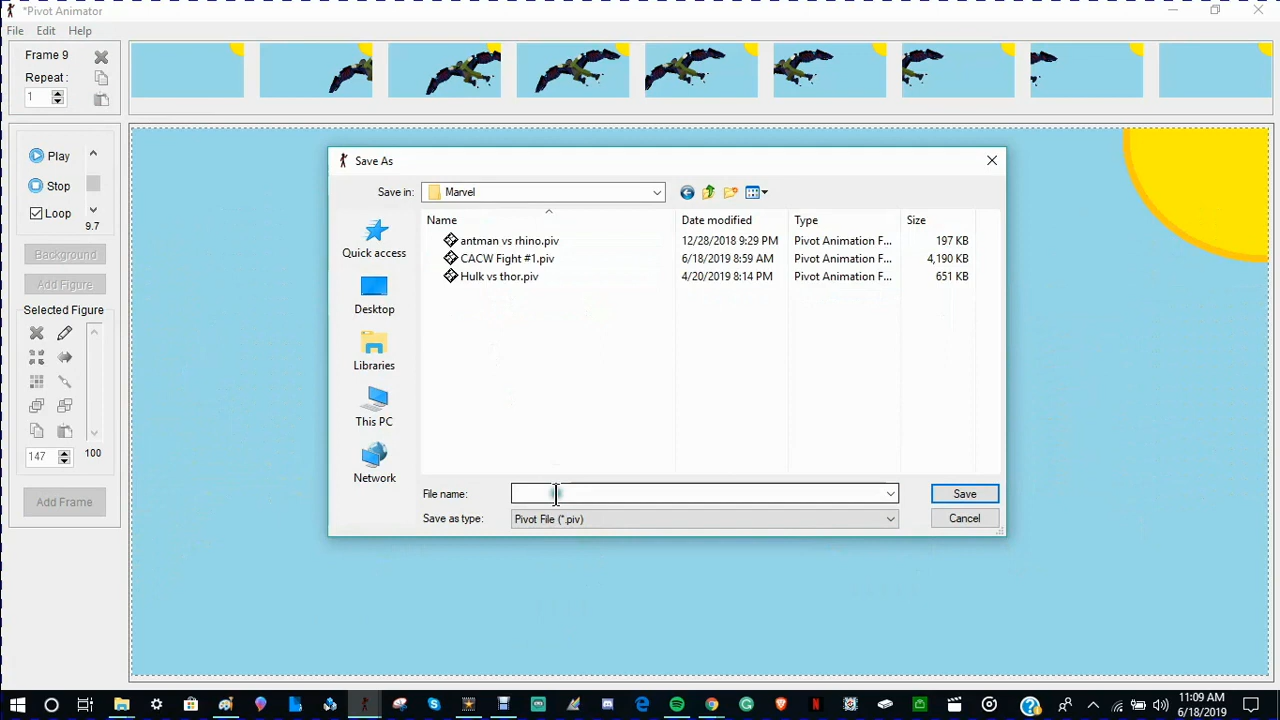 *Pivot Animator
File Edit Help
Frame 9
Repeat:
1
Play
Stop
Loop
9.7
Background
Add Figure
Selected Figure
147
100
Add Frame
Save As
Save in: Marvel
Quick access
Desktop
Libraries
This PC
Network
Name Date modified Type Size
antman vs rhino.piv 12/28/2018 9:29 PM Pivot Animation F... 197 KB
CACW Fight #1.piv 6/18/2019 8:59 AM Pivot Animation F... 4,190 KB
Hulk vs thor.piv 4/20/2019 8:14 PM Pivot Animation F... 651 KB
File name: Save
Save as type: Pivot File (*.piv) Cancel
11:09 AM
6/18/2019